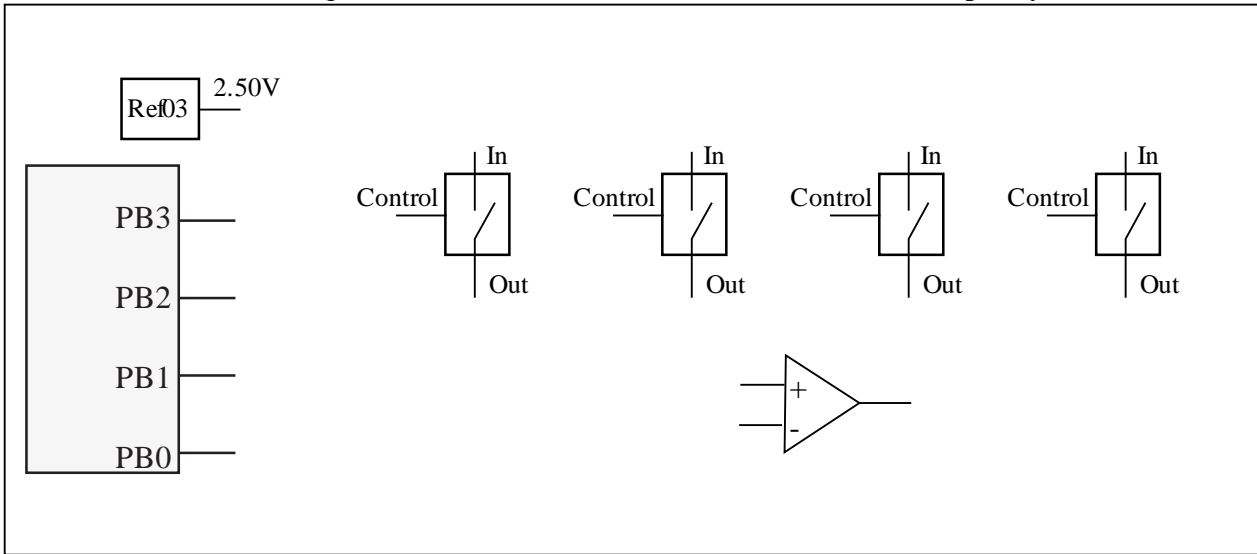 2.50V
Ref03
In In In In
PB3 Control Control Control Control
PB2 Out Out Out Out
PB1
+
-
PB0